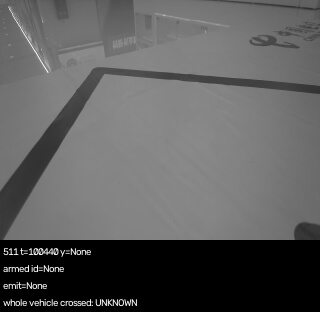 511 t=100440 y=None
armed id=None
emit=None
whole vehicle crossed: UNKNOWN